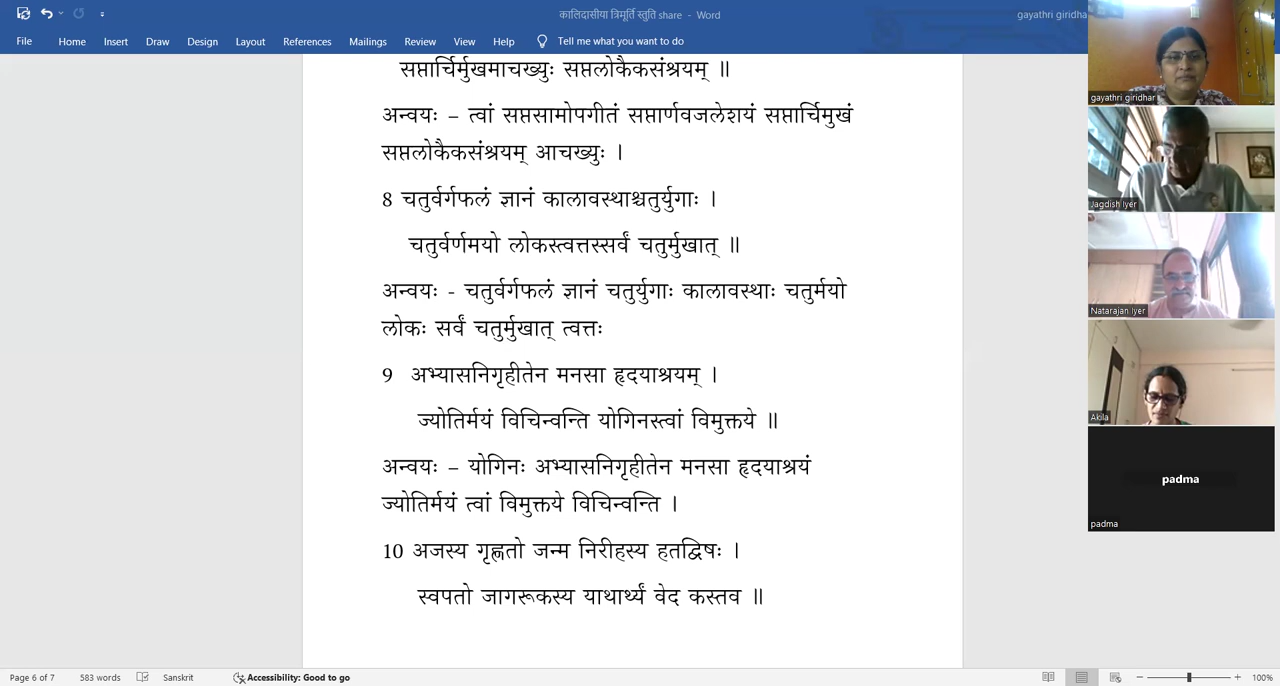 कालिदासीया त्रिमूर्ति स्तुति share - Word
gayathri giridha
File Home Insert Draw Design Layout References Mailings Review View Help Tell me what you want to do
सप्तार्चिर्मुखमाचख्युः सप्तलोकैकसंश्रयम् ॥
अन्वयः – त्वां सप्तसामोपगीतं सप्तार्णवजलेशयं सप्तार्चिर्मुखं
सप्तलोकैकसंश्रयम् आचख्युः ।
8 चतुर्वर्गफलं ज्ञानं कालावस्थाश्चतुर्युगाः ।
चतुर्वर्णमयो लोकस्त्वत्तस्सर्वं चतुर्मुखात् ॥
अन्वयः - चतुर्वर्गफलं ज्ञानं चतुर्युगाः कालावस्थाः चतुर्मयो
लोकः सर्वं चतुर्मुखात् त्वत्तः
9 अभ्यासनिगृहीतेन मनसा हृदयाश्रयम् ।
ज्योतिर्मयं विचिन्वन्ति योगिनस्त्वां विमुक्तये ॥
अन्वयः – योगिनः अभ्यासनिगृहीतेन मनसा हृदयाश्रयं
ज्योतिर्मयं त्वां विमुक्तये विचिन्वन्ति ।
10 अजस्य गृह्णतो जन्म निरीहस्य हतद्विषः ।
स्वपतो जागरूकस्य याथार्थ्यं वेद कस्तव ॥
gayathri giridhar
Jagdish Iyer
Natarajan Iyer
Akila
padma
padma
Page 6 of 7 583 words Sanskrit Accessibility: Good to go 100%